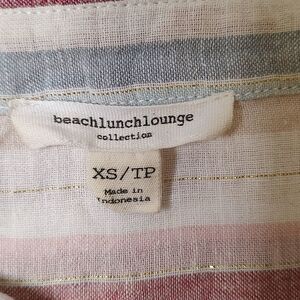 beachlunchlounge
collection
XS/TP
Made in
Indonesia